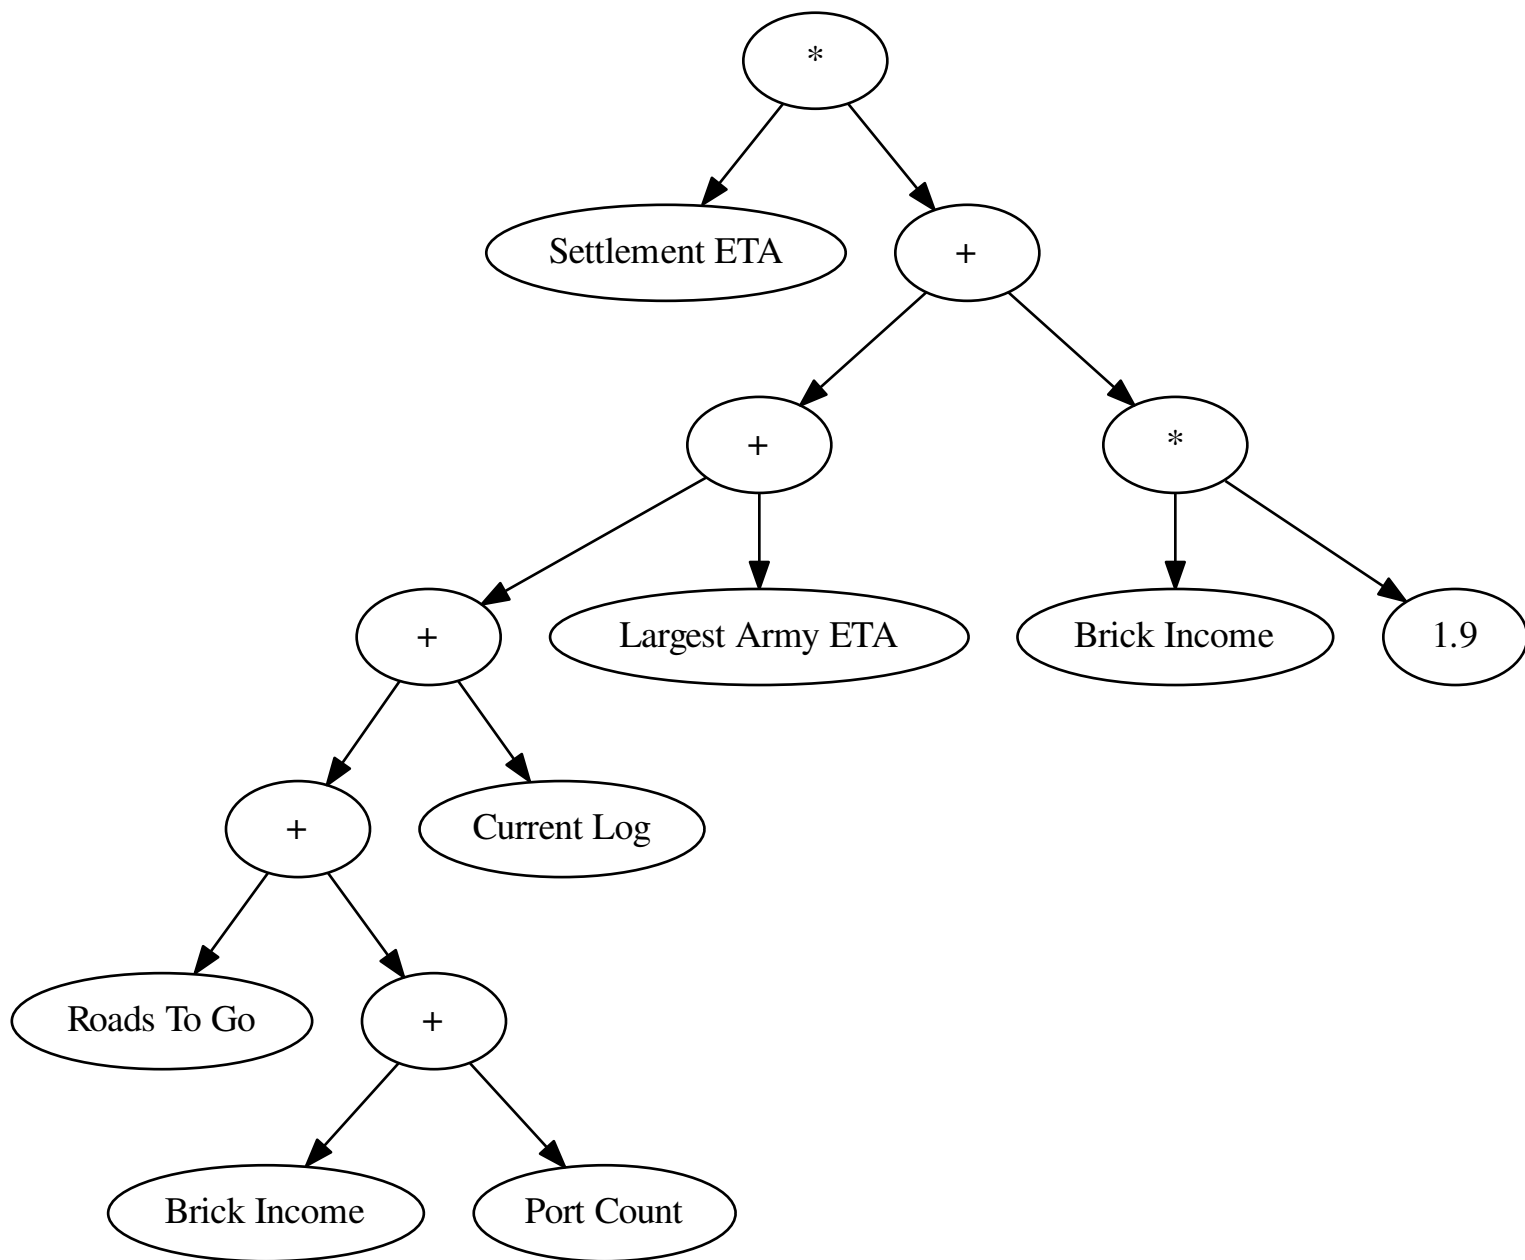 *
Settlement ETA
+
+
*
+
Largest Army ETA
Brick Income
1.9
+
Current Log
Roads To Go
+
Brick Income
Port Count